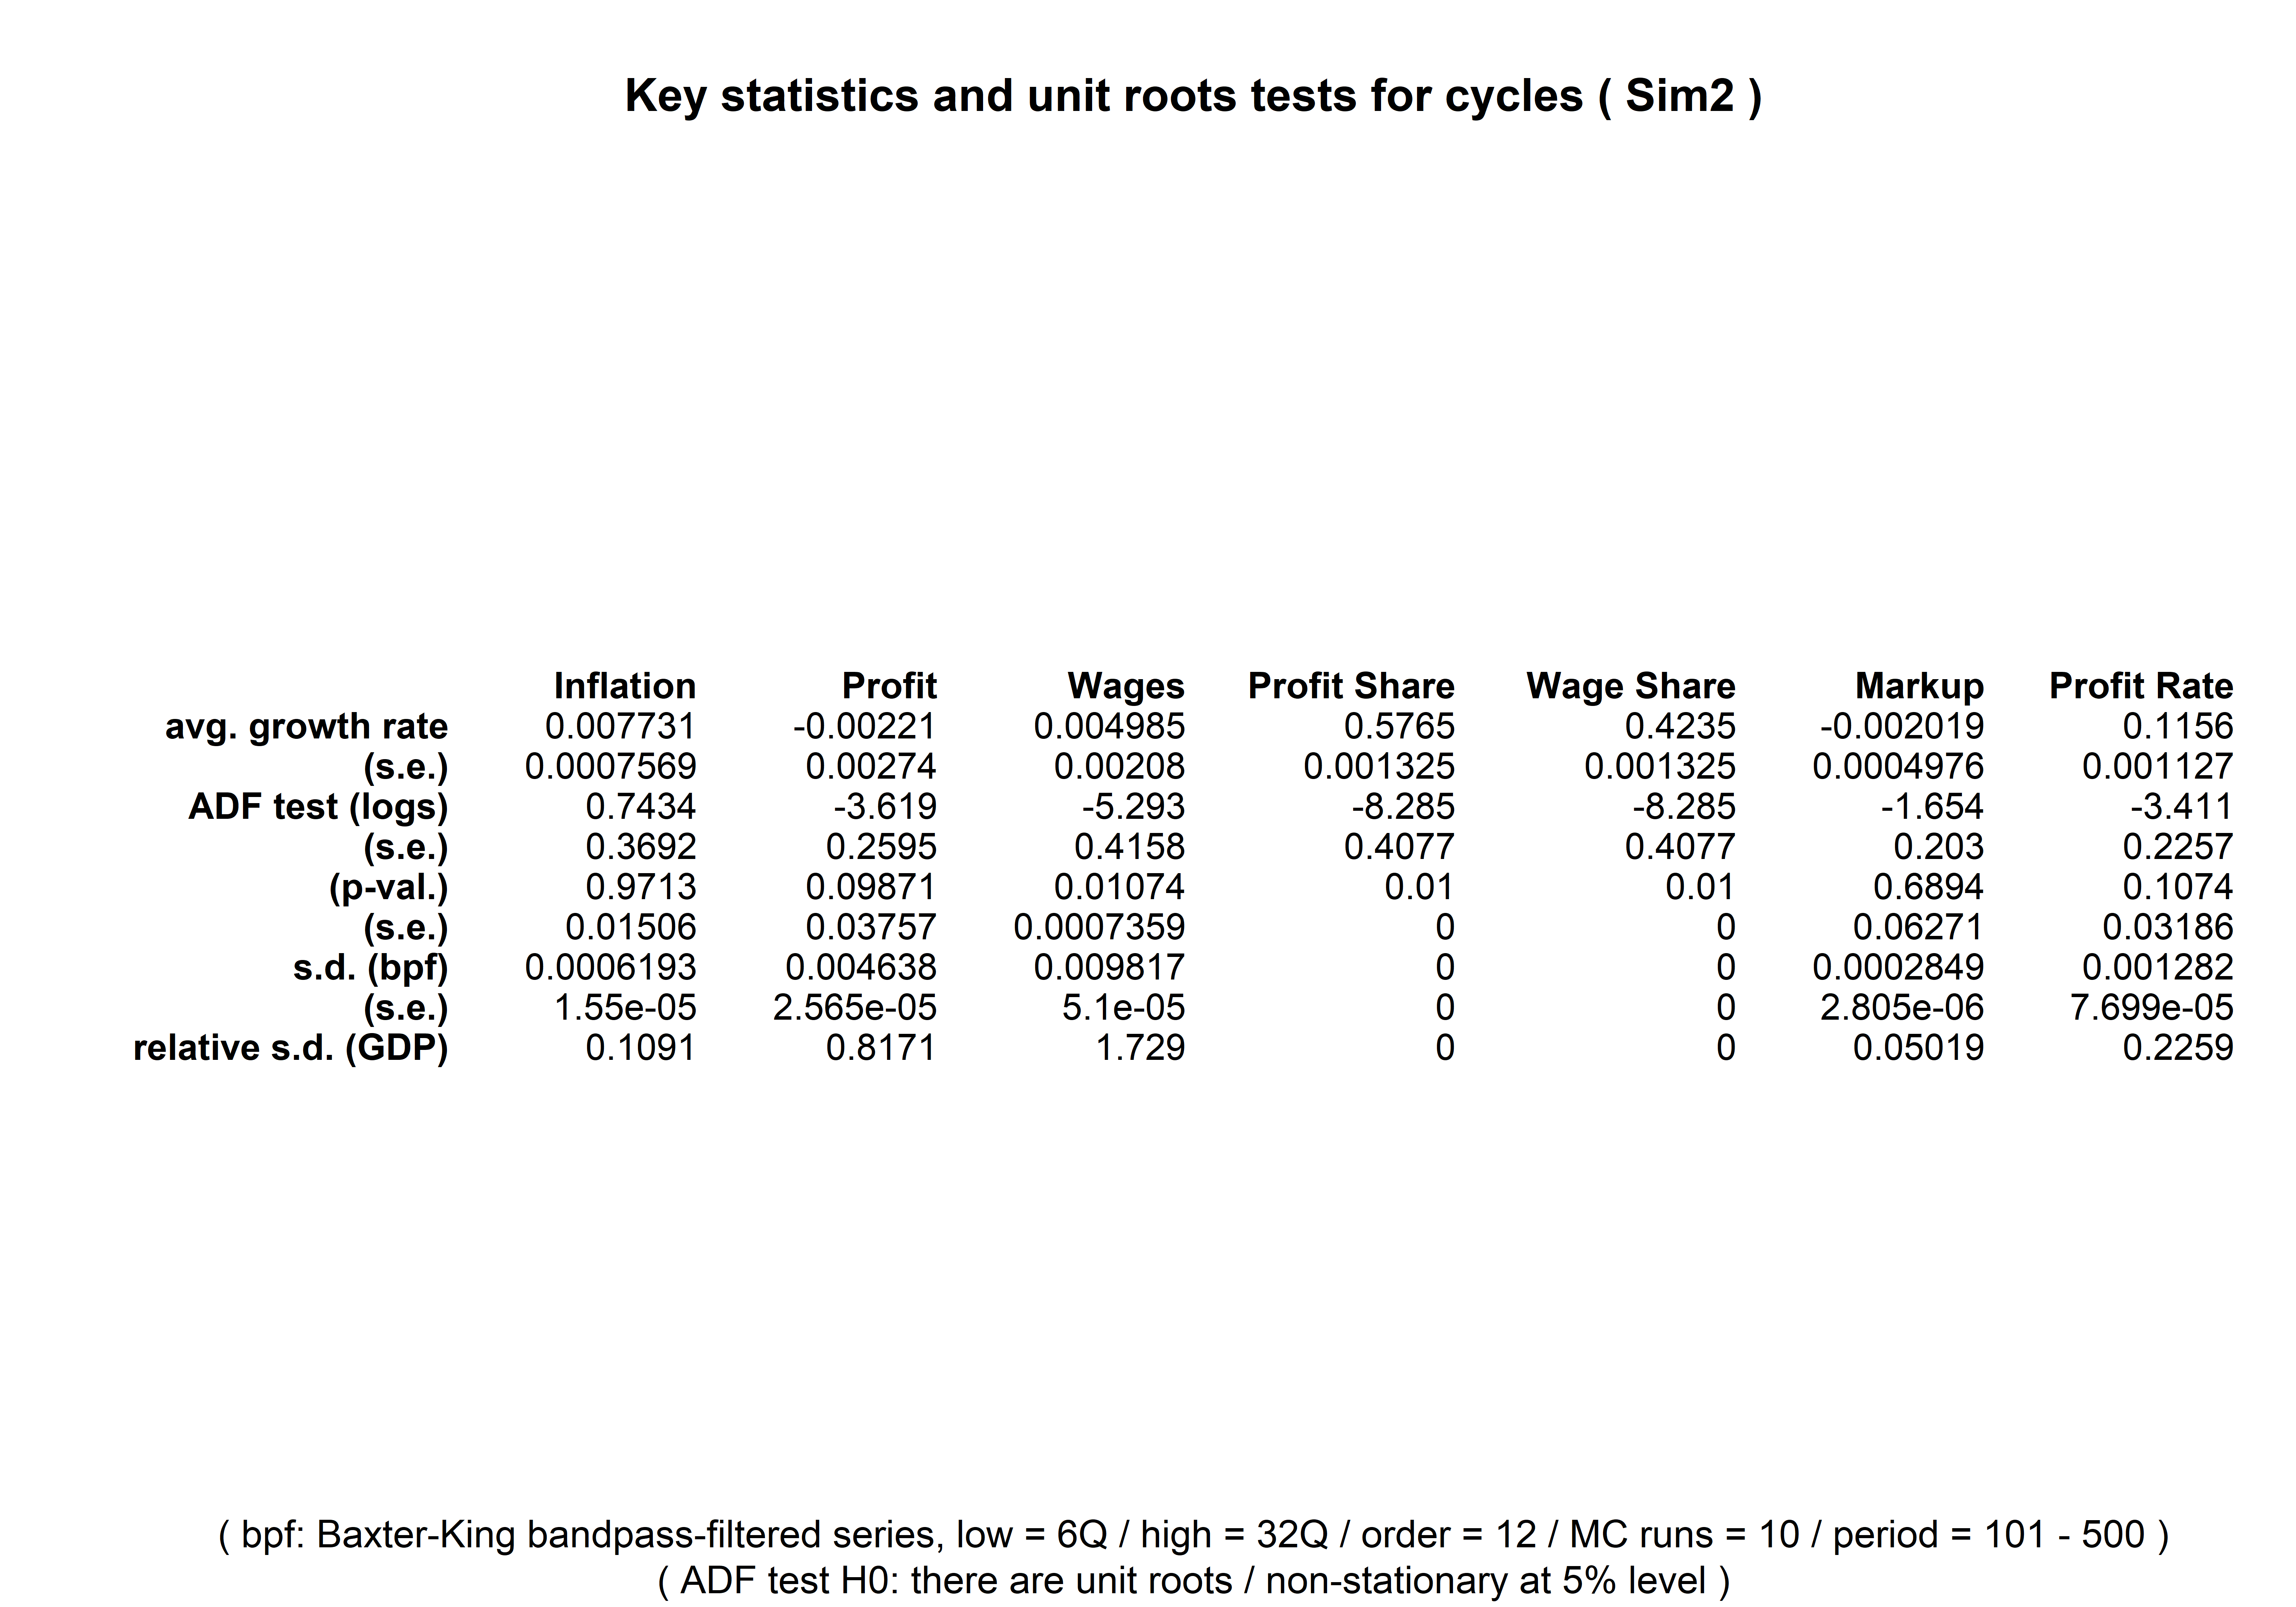 Key statistics and unit roots tests for cycles ( Sim2 )
Inflation Profit Wages Profit Share Wage Share Markup Profit Rate
avg. growth rate 0.007731 -0.00221 0.004985 0.5765 0.4235 -0.002019 0.1156
(s.e.) 0.0007569 0.00274 0.00208 0.001325 0.001325 0.0004976 0.001127
ADF test (logs) 0.7434 -3.619 -5.293 -8.285 -8.285 -1.654 -3.411
(s.e.) 0.3692 0.2595 0.4158 0.4077 0.4077 0.203 0.2257
(p-val.) 0.9713 0.09871 0.01074 0.01 0.01 0.6894 0.1074
(s.e.) 0.01506 0.03757 0.0007359 0 0 0.06271 0.03186
s.d. (bpf) 0.0006193 0.004638 0.009817 0 0 0.0002849 0.001282
(s.e.) 1.55e-05 2.565e-05 5.1e-05 0 0 2.805e-06 7.699e-05
relative s.d. (GDP) 0.1091 0.8171 1.729 0 0 0.05019 0.2259
( bpf: Baxter-King bandpass-filtered series, low = 6Q / high = 32Q / order = 12 / MC runs = 10 / period = 101 - 500 )
( ADF test H0: there are unit roots / non-stationary at 5% level )